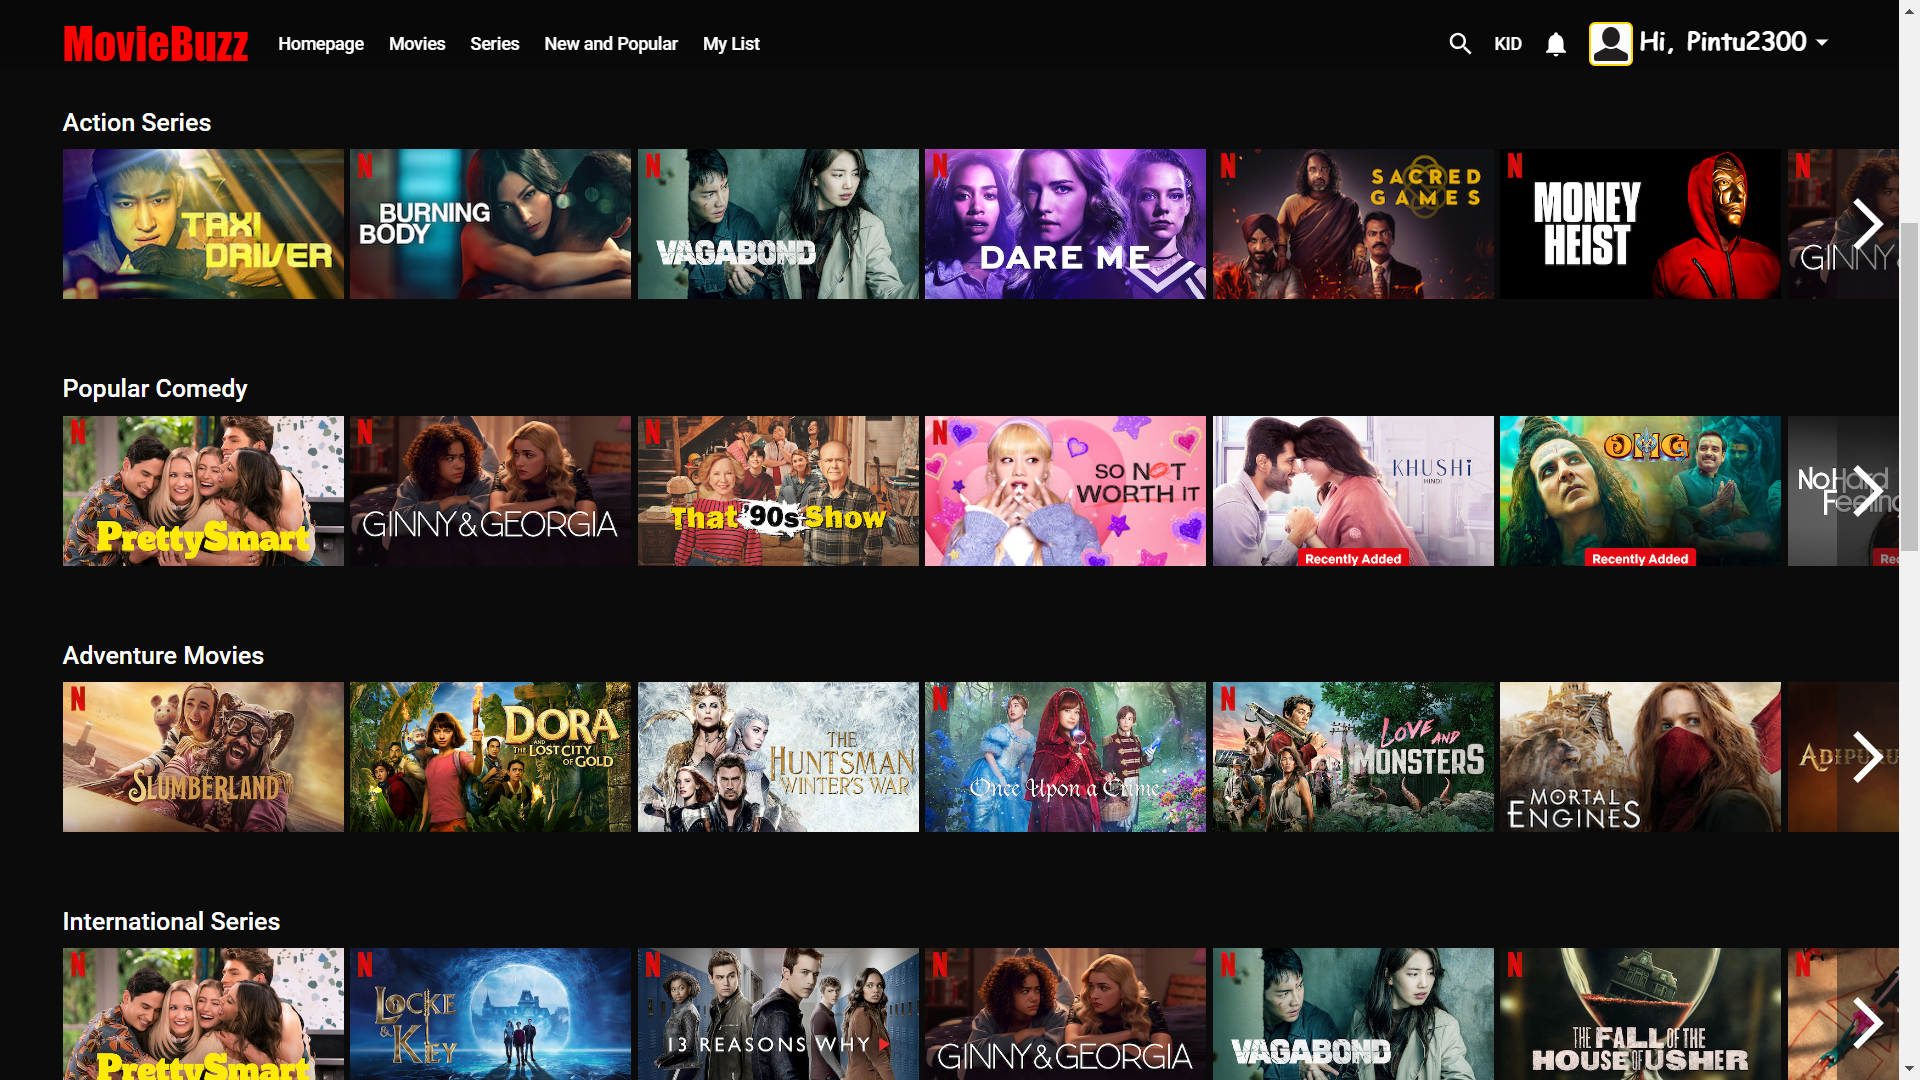 MovieBuzz Homepage Movies Series New and Popular My List KID Hi, Pintu2300
Action Series
TAXI
DRIVER
N
BURNING
BODY
N
VAGABOND
N
DARE ME
N
SACRED
GAMES
N
MONEY
HEIST
N
GINNY
Popular Comedy
N
PrettySmart
N
GINNY & GEORGIA
N
That '90s Show
N
SO NOT
WORTH IT
KHUSHi
HINDI
Recently Added
OMG
Recently Added
No Hard
Feeling
Rec
Adventure Movies
N
SLUMBERLAND
DORA
AND
THE LOST CITY
OF GOLD
THE
HUNTSMAN
WINTER'S WAR
N
Once Upon a Crime
N
LOVE AND
MONSTERS
MORTAL
ENGINES
ADIPU
International Series
N
PrettySmart
N
LOCKE
& KEY
N
13 REASONS WHY
N
GINNY & GEORGIA
N
VAGABOND
N
THE FALL OF THE
HOUSE OF USHER
N